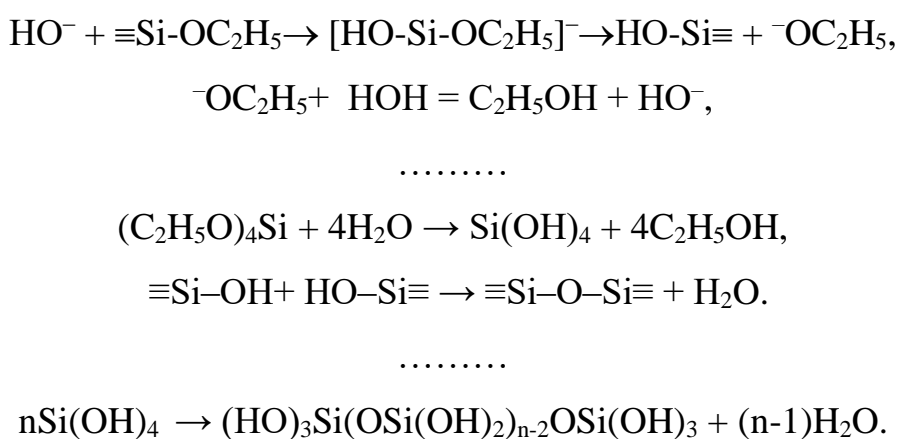 HO⁻ + ≡Si-OC₂H₅→ [HO-Si-OC₂H₅]⁻→HO-Si≡ + ⁻OC₂H₅,
⁻OC₂H₅+ HOH = C₂H₅OH + HO⁻,
………
(C₂H₅O)₄Si + 4H₂O → Si(OH)₄ + 4C₂H₅OH,
≡Si–OH+ HO–Si≡ → ≡Si–O–Si≡ + H₂O.
………
nSi(OH)₄ → (HO)₃Si(OSi(OH)₂)ₙ₋₂OSi(OH)₃ + (n-1)H₂O.